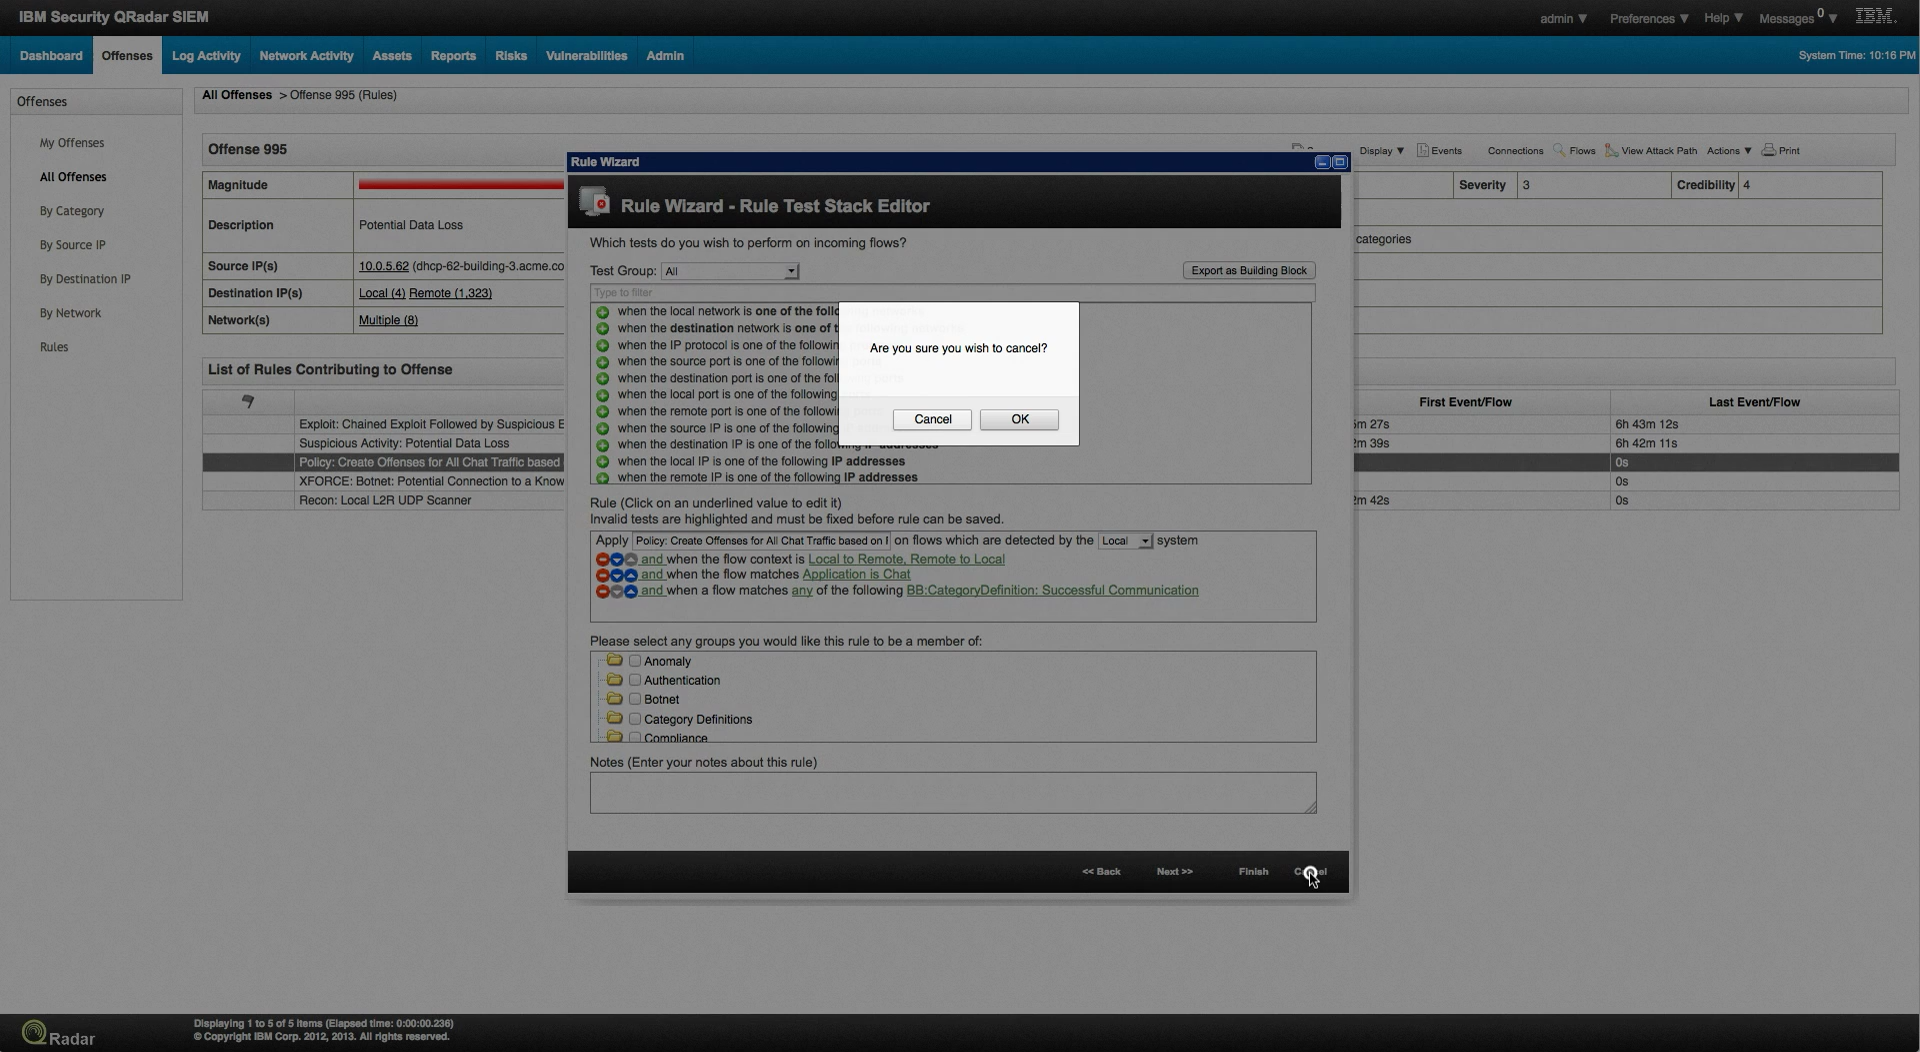 IBM Security QRadar SIEM
admin ▼ Preferences ▼ Help ▼ Messages 0 ▼ IBM.
Dashboard Offenses Log Activity Network Activity Assets Reports Risks Vulnerabilities Admin System Time: 10:16 PM
Offenses
My Offenses
All Offenses
By Category
By Source IP
By Destination IP
By Network
Rules
All Offenses > Offense 995 (Rules)
Offense 995
Display ▼ Events Connections Flows View Attack Path Actions ▼ Print
Magnitude
Severity 3 Credibility 4
Description Potential Data Loss
categories
Source IP(s) 10.0.5.62 (dhcp-62-building-3.acme.co
Destination IP(s) Local (4) Remote (1,323)
Network(s) Multiple (8)
List of Rules Contributing to Offense
First Event/Flow Last Event/Flow
Exploit: Chained Exploit Followed by Suspicious E
m 27s 6h 43m 12s
Suspicious Activity: Potential Data Loss
2m 39s 6h 42m 11s
Policy: Create Offenses for All Chat Traffic based
0s
XFORCE: Botnet: Potential Connection to a Know
0s
Recon: Local L2R UDP Scanner
2m 42s 0s
Rule Wizard
Rule Wizard - Rule Test Stack Editor
Which tests do you wish to perform on incoming flows?
Test Group: All Export as Building Block
Type to filter
when the local network is one of the following networks
when the destination network is one of the following networks
when the IP protocol is one of the following
when the source port is one of the following
when the destination port is one of the following ports
when the local port is one of the following
when the remote port is one of the following
when the source IP is one of the following
when the destination IP is one of the following IP addresses
when the local IP is one of the following IP addresses
when the remote IP is one of the following IP addresses
Are you sure you wish to cancel?
Cancel OK
Rule (Click on an underlined value to edit it)
Invalid tests are highlighted and must be fixed before rule can be saved.
Apply Policy: Create Offenses for All Chat Traffic based on on flows which are detected by the Local system
and when the flow context is Local to Remote, Remote to Local
and when the flow matches Application is Chat
and when a flow matches any of the following BB:CategoryDefinition: Successful Communication
Please select any groups you would like this rule to be a member of:
Anomaly
Authentication
Botnet
Category Definitions
Compliance
Notes (Enter your notes about this rule)
<< Back Next >> Finish Cancel
QRadar
Displaying 1 to 5 of 5 items (Elapsed time: 0:00:00.236)
© Copyright IBM Corp. 2012, 2013. All rights reserved.